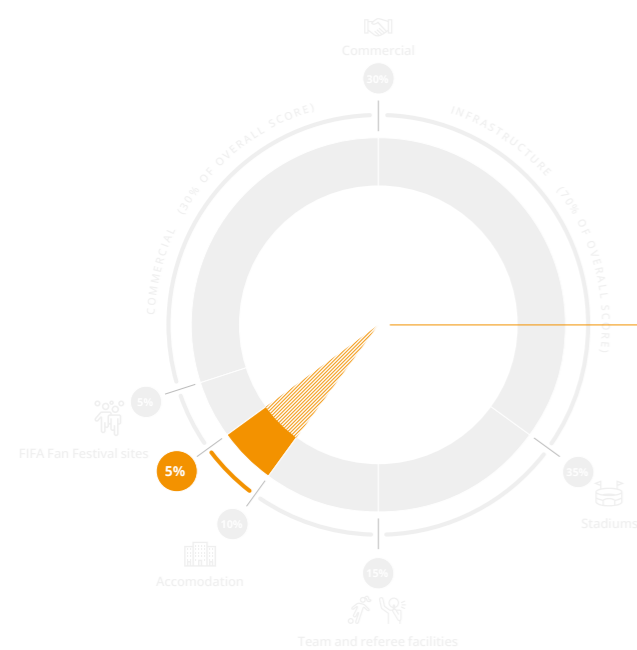 Commercial
30%
COMMERCIAL (30% OF OVERALL SCORE)
INFRASTRUCTURE (70% OF OVERALL SCORE)
5%
FIFA Fan Festival sites
5%
35%
Stadiums
10%
Accomodation
15%
Team and referee facilities